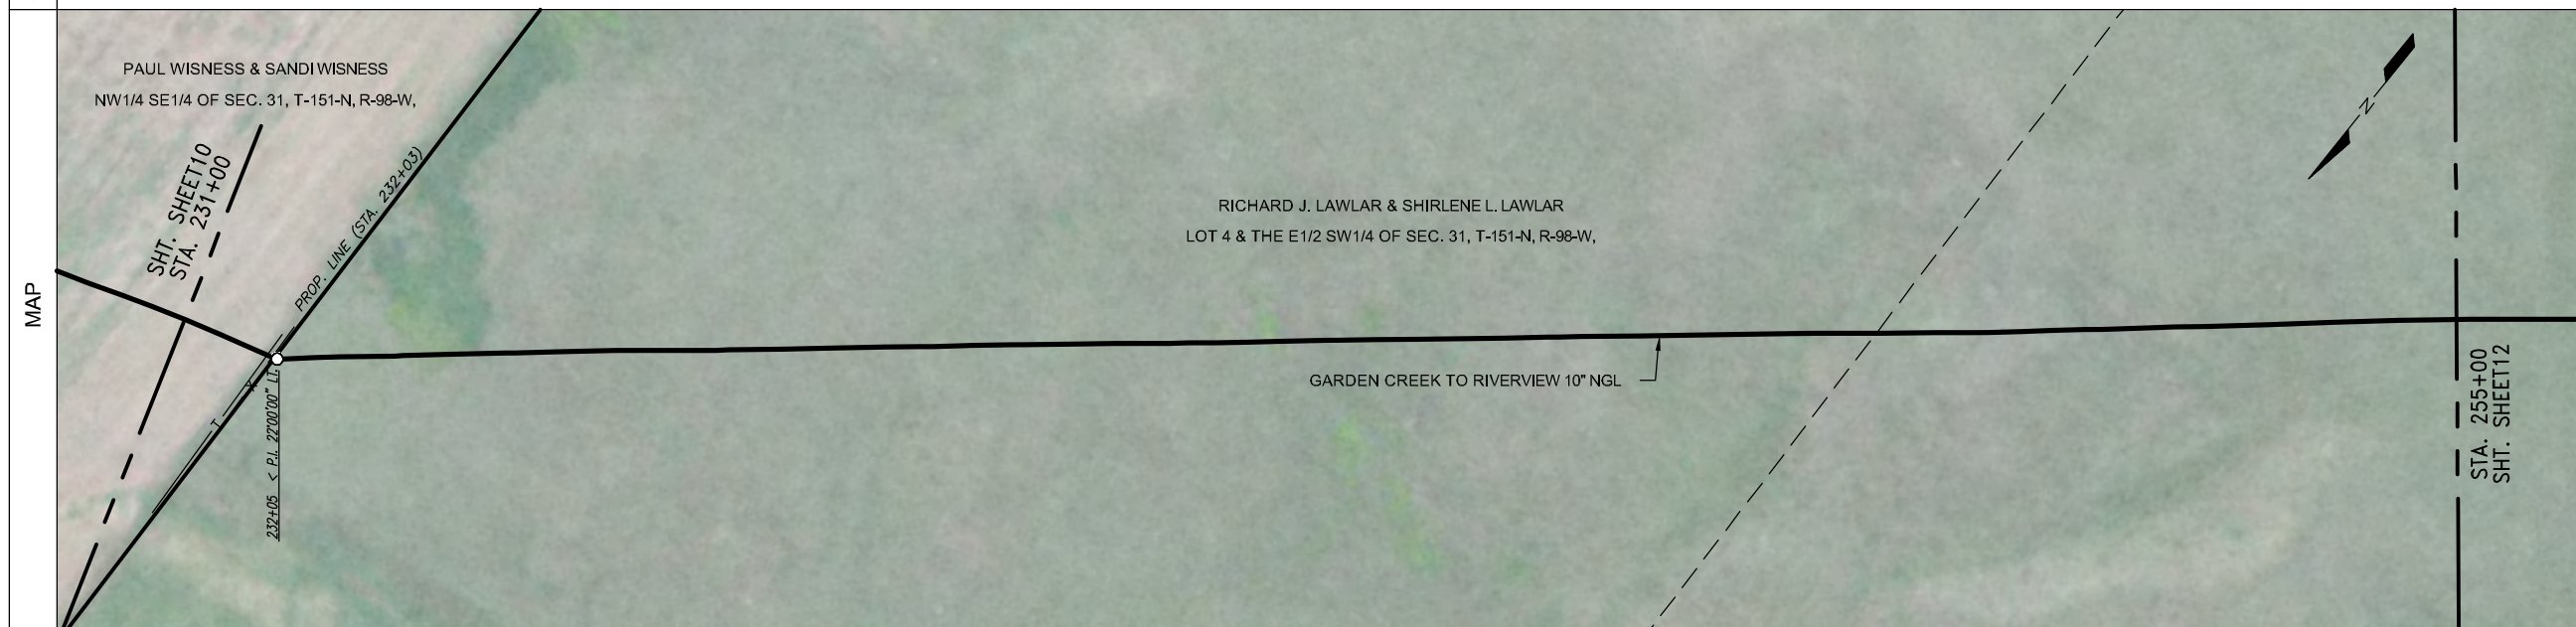 MAP
PAUL WISNESS & SANDI WISNESS
NW1/4 SE1/4 OF SEC. 31, T-151-N, R-98-W,
SHT. SHEET10
STA. 231+00
PROP. LINE (STA. 232+03)
T
X
232+05 < P.I. 22°00'00" LT.
RICHARD J. LAWLAR & SHIRLENE L. LAWLAR
LOT 4 & THE E1/2 SW1/4 OF SEC. 31, T-151-N, R-98-W,
GARDEN CREEK TO RIVERVIEW 10" NGL
N
STA. 255+00
SHT. SHEET12